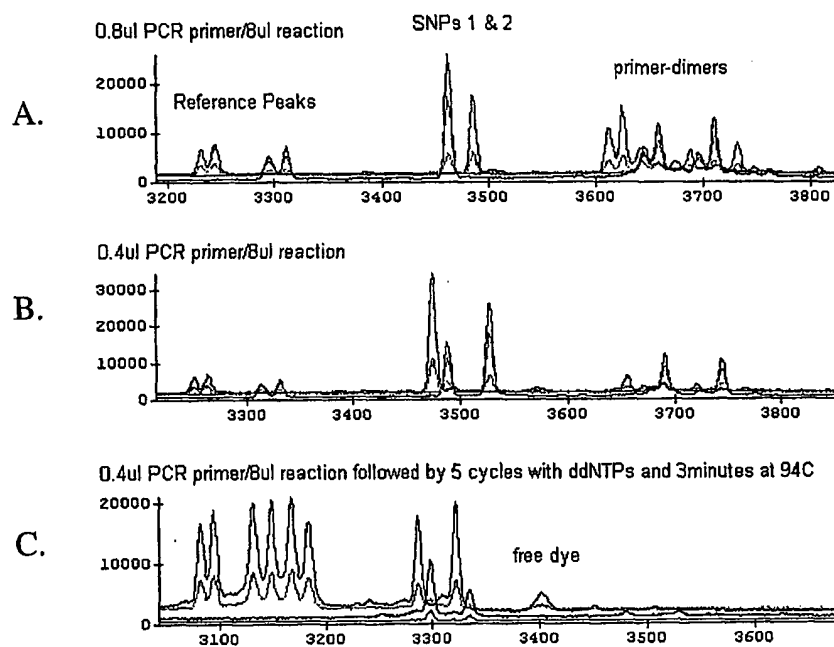 0.8ul PCR primer/8ul reaction
SNPs 1 & 2
primer-dimers
Reference Peaks
A.
20000
10000
0
3200 3300 3400 3500 3600 3700 3800
0.4ul PCR primer/8ul reaction
B.
30000
20000
10000
0
3300 3400 3500 3600 3700 3800
0.4ul PCR primer/8ul reaction followed by 5 cycles with ddNTPs and 3minutes at 94C
C.
20000
10000
0
free dye
3100 3200 3300 3400 3500 3600